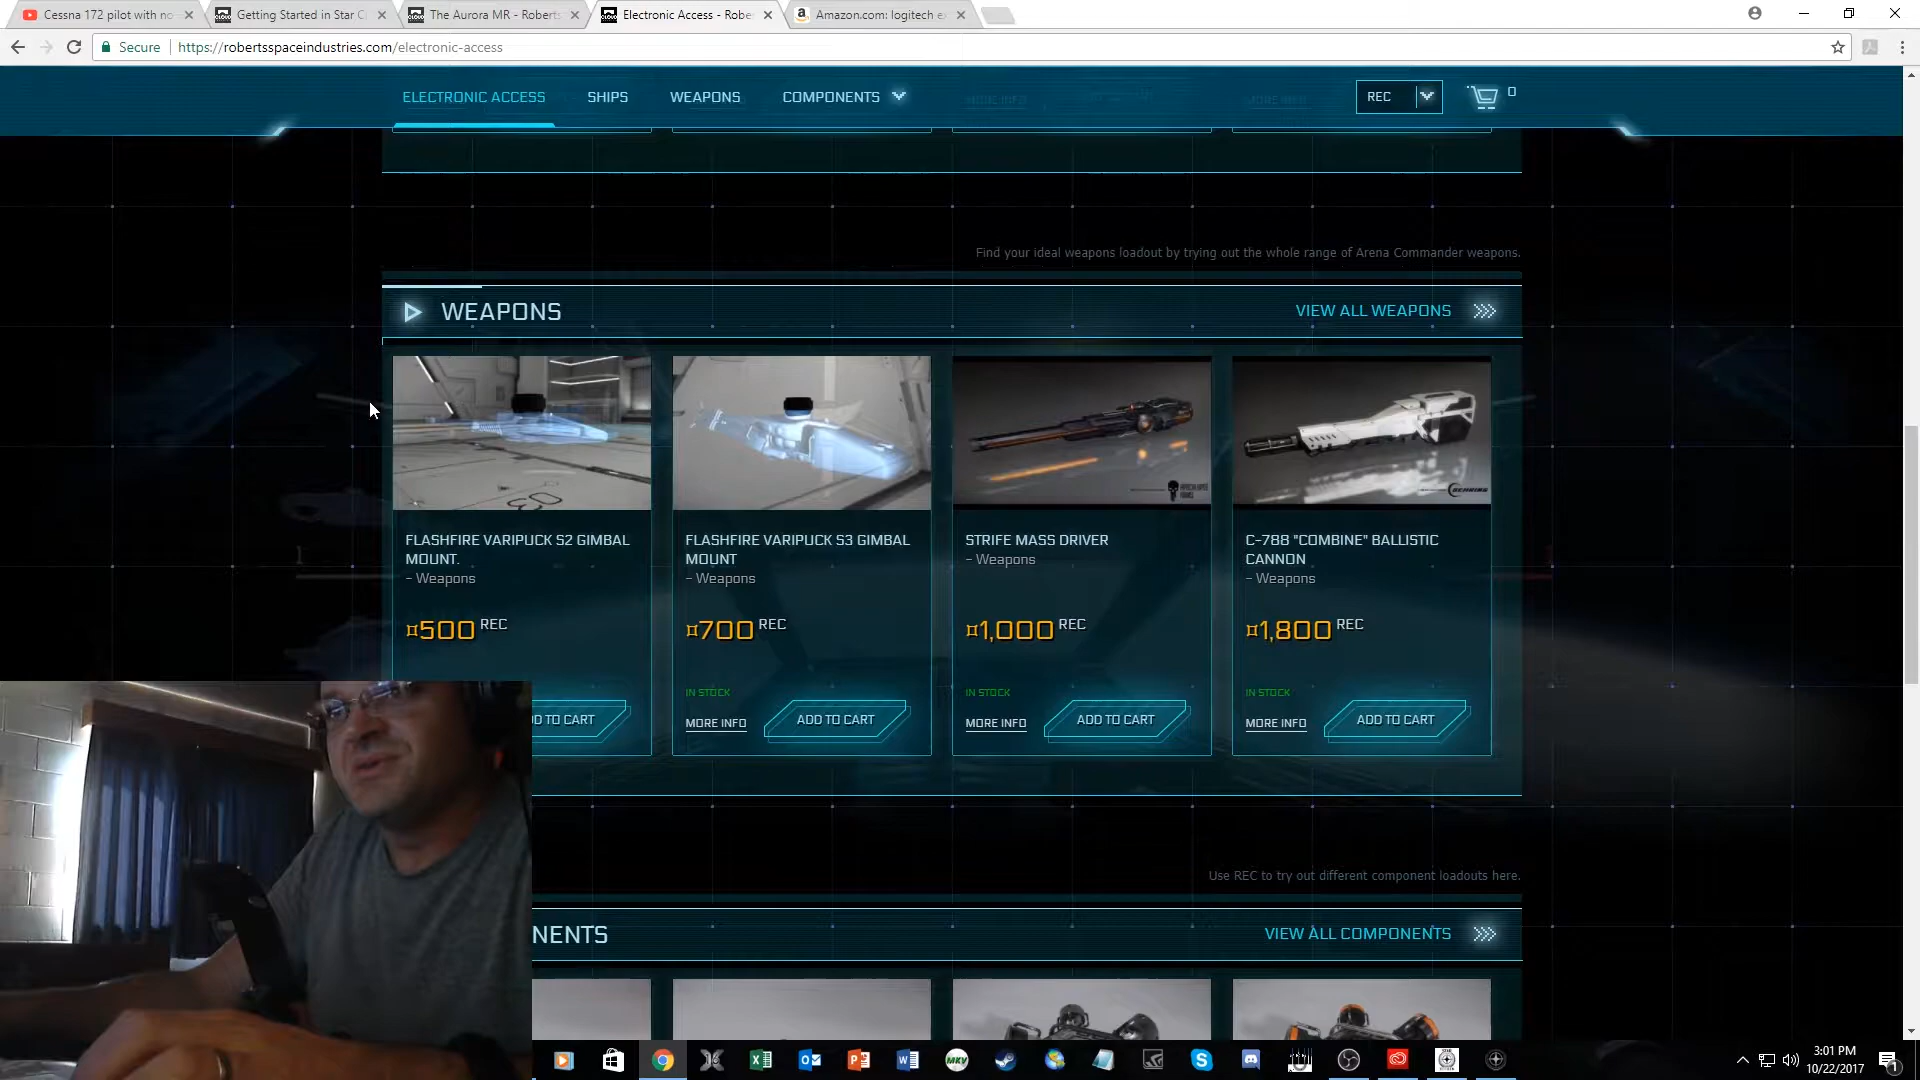 Cessna 172 pilot with no
Getting Started in Star Ci
The Aurora MR - Roberts
Electronic Access - Robe
Amazon.com: logitech e
Secure
https://robertsspaceindustries.com/electronic-access
ELECTRONIC ACCESS
SHIPS
WEAPONS
COMPONENTS
REC
0
Find your ideal weapons loadout by trying out the whole range of Arena Commander weapons.
WEAPONS
VIEW ALL WEAPONS
FLASHFIRE VARIPUCK S2 GIMBAL
MOUNT.
- Weapons
¤500 REC
ADD TO CART
FLASHFIRE VARIPUCK S3 GIMBAL
MOUNT
- Weapons
¤700 REC
IN STOCK
MORE INFO
ADD TO CART
STRIFE MASS DRIVER
- Weapons
¤1,000 REC
IN STOCK
MORE INFO
ADD TO CART
C-788 "COMBINE" BALLISTIC
CANNON
- Weapons
¤1,800 REC
IN STOCK
MORE INFO
ADD TO CART
Use REC to try out different component loadouts here.
NENTS
VIEW ALL COMPONENTS
MKV
3:01 PM
10/22/2017
1